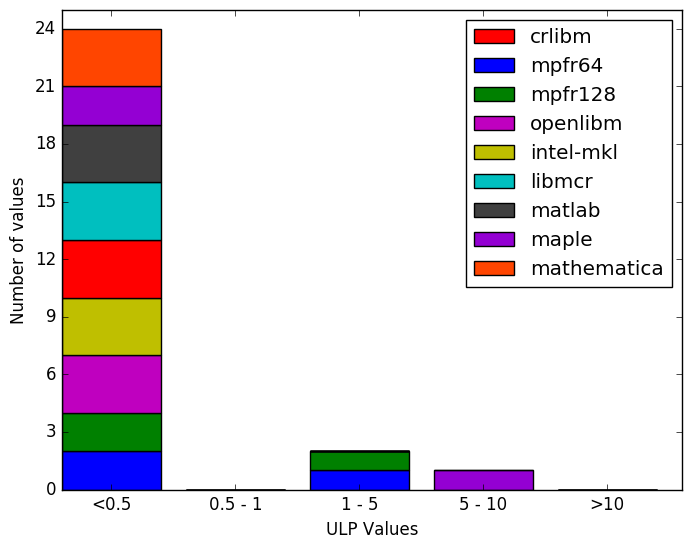 24
21
18
15
12
9
6
3
0
Number of values
<0.5
0.5 - 1
1 - 5
5 - 10
>10
ULP Values
crlibm
mpfr64
mpfr128
openlibm
intel-mkl
libmcr
matlab
maple
mathematica